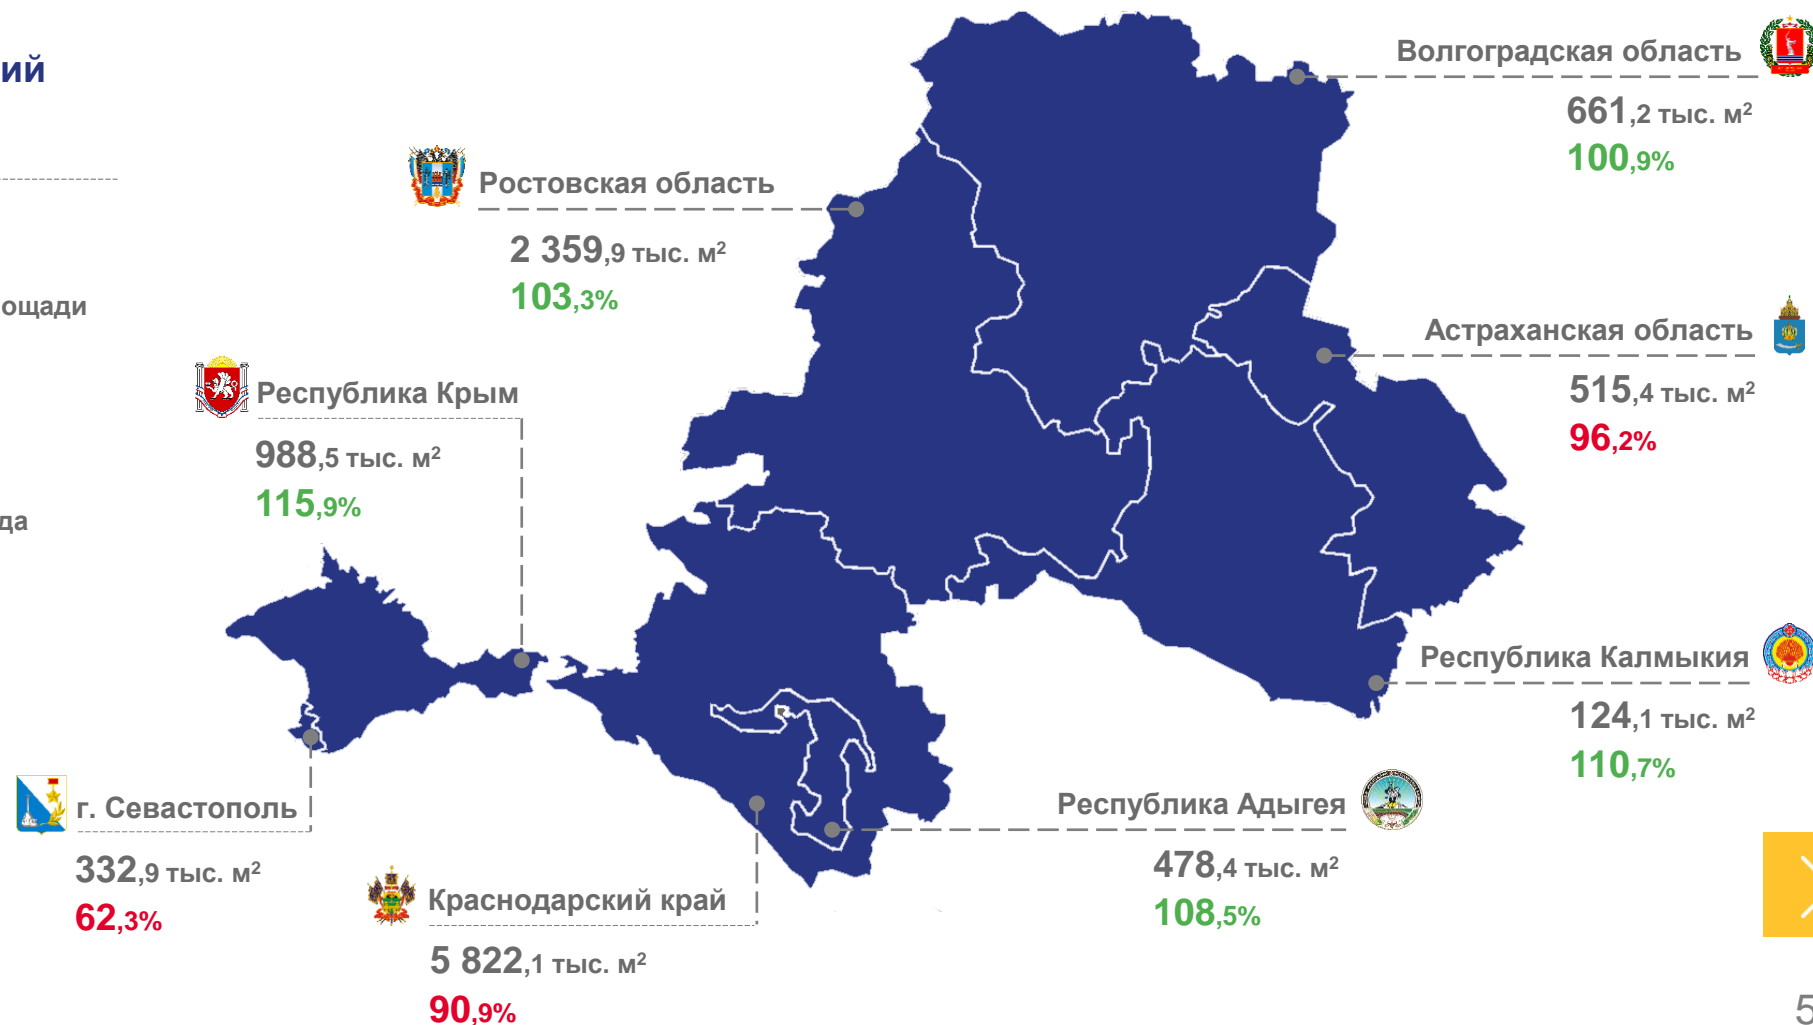 ий
ощади
да
Волгоградская область
661,2 тыс. м²
100,9%
Ростовская область
2 359,9 тыс. м²
103,3%
Астраханская область
515,4 тыс. м²
96,2%
Республика Крым
988,5 тыс. м²
115,9%
Республика Калмыкия
124,1 тыс. м²
110,7%
г. Севастополь
332,9 тыс. м²
62,3%
Республика Адыгея
478,4 тыс. м²
108,5%
Краснодарский край
5 822,1 тыс. м²
90,9%
5